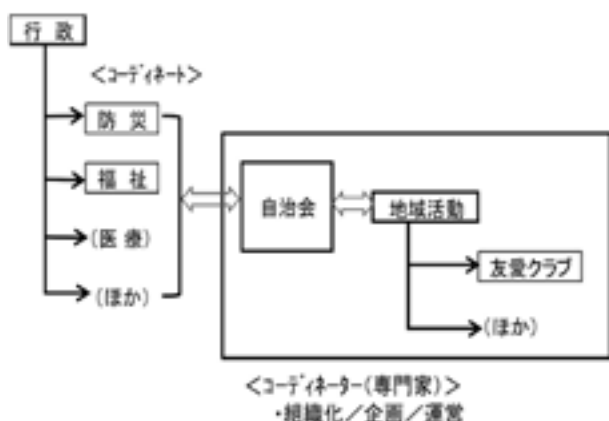 行 政
<ｺｰﾃﾞｨﾈｰﾄ>
防 災
福 祉
(医 療)
(ほか)
自治会
地域活動
友愛クラブ
(ほか)
<ｺｰﾃﾞｨﾈｰﾀｰ(専門家)>
・組織化／企画／運営